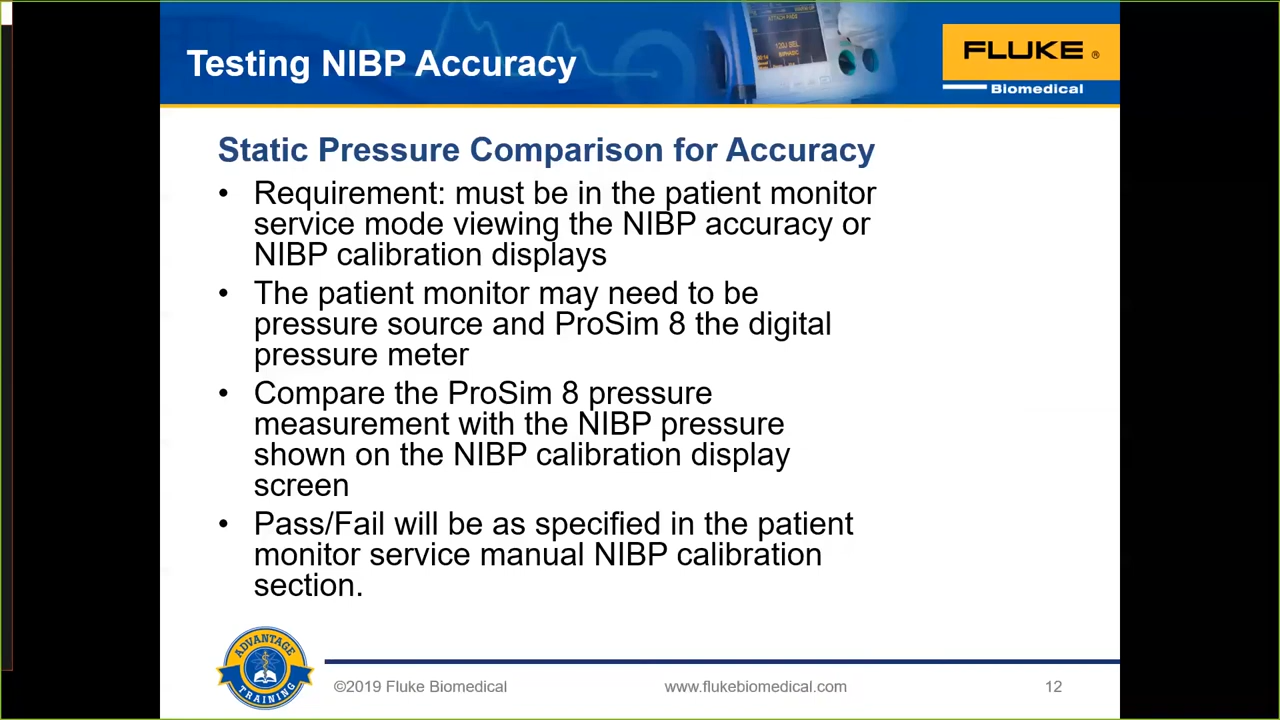 Testing NIBP Accuracy
FLUKE ®
Biomedical
ATTACH PADS
120J SEL
Static Pressure Comparison for Accuracy
• Requirement: must be in the patient monitor
service mode viewing the NIBP accuracy or
NIBP calibration displays
• The patient monitor may need to be
pressure source and ProSim 8 the digital
pressure meter
• Compare the ProSim 8 pressure
measurement with the NIBP pressure
shown on the NIBP calibration display
screen
• Pass/Fail will be as specified in the patient
monitor service manual NIBP calibration
section.
ADVANTAGE
TRAINING
©2019 Fluke Biomedical
www.flukebiomedical.com
12